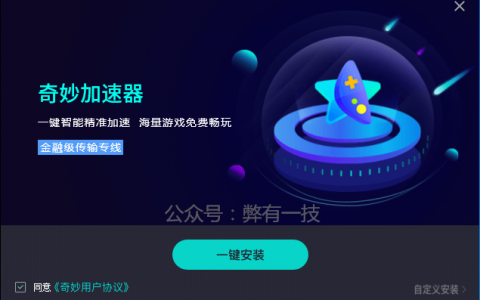 奇妙加速器
一键智能精准加速 海量游戏免费畅玩
金融级传输专线
公众号：弊有一技
一键安装
同意《奇妙用户协议》
自定义安装 >